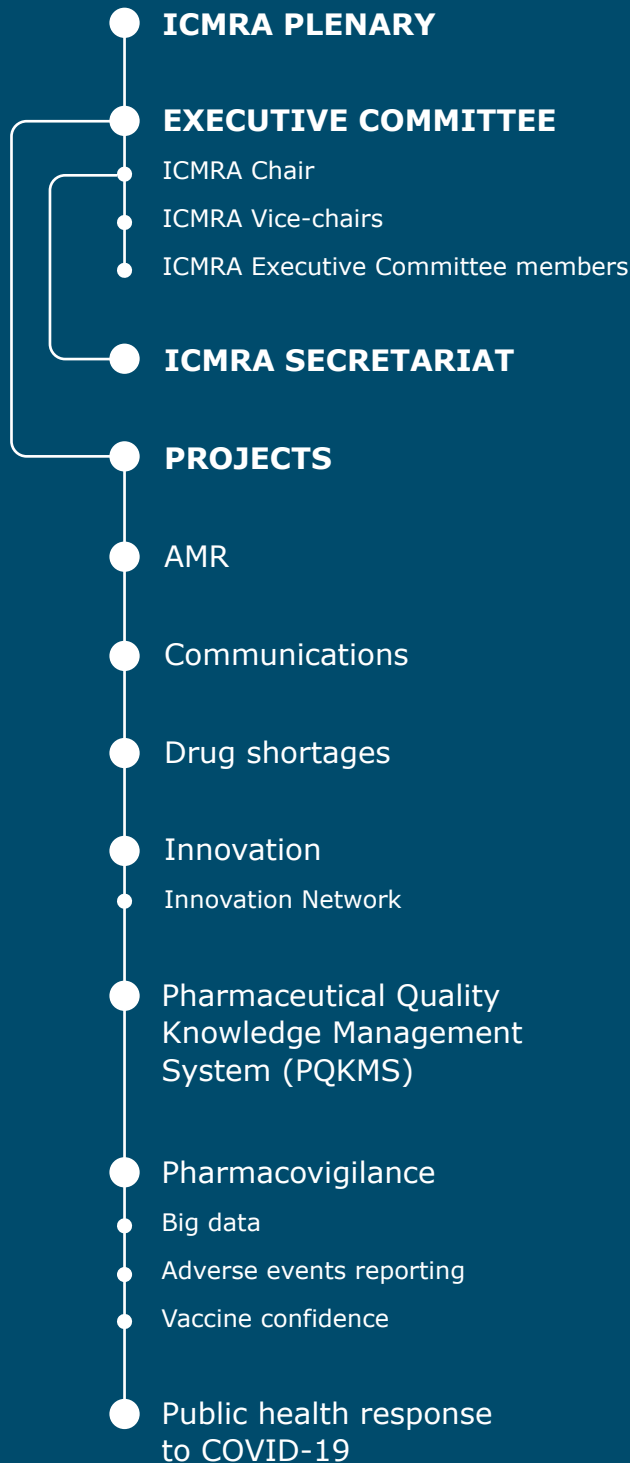 ICMRA PLENARY
EXECUTIVE COMMITTEE
ICMRA Chair
ICMRA Vice-chairs
ICMRA Executive Committee members
ICMRA SECRETARIAT
PROJECTS
AMR
Communications
Drug shortages
Innovation
Innovation Network
Pharmaceutical Quality
Knowledge Management
System (PQKMS)
Pharmacovigilance
Big data
Adverse events reporting
Vaccine confidence
Public health response
to COVID-19